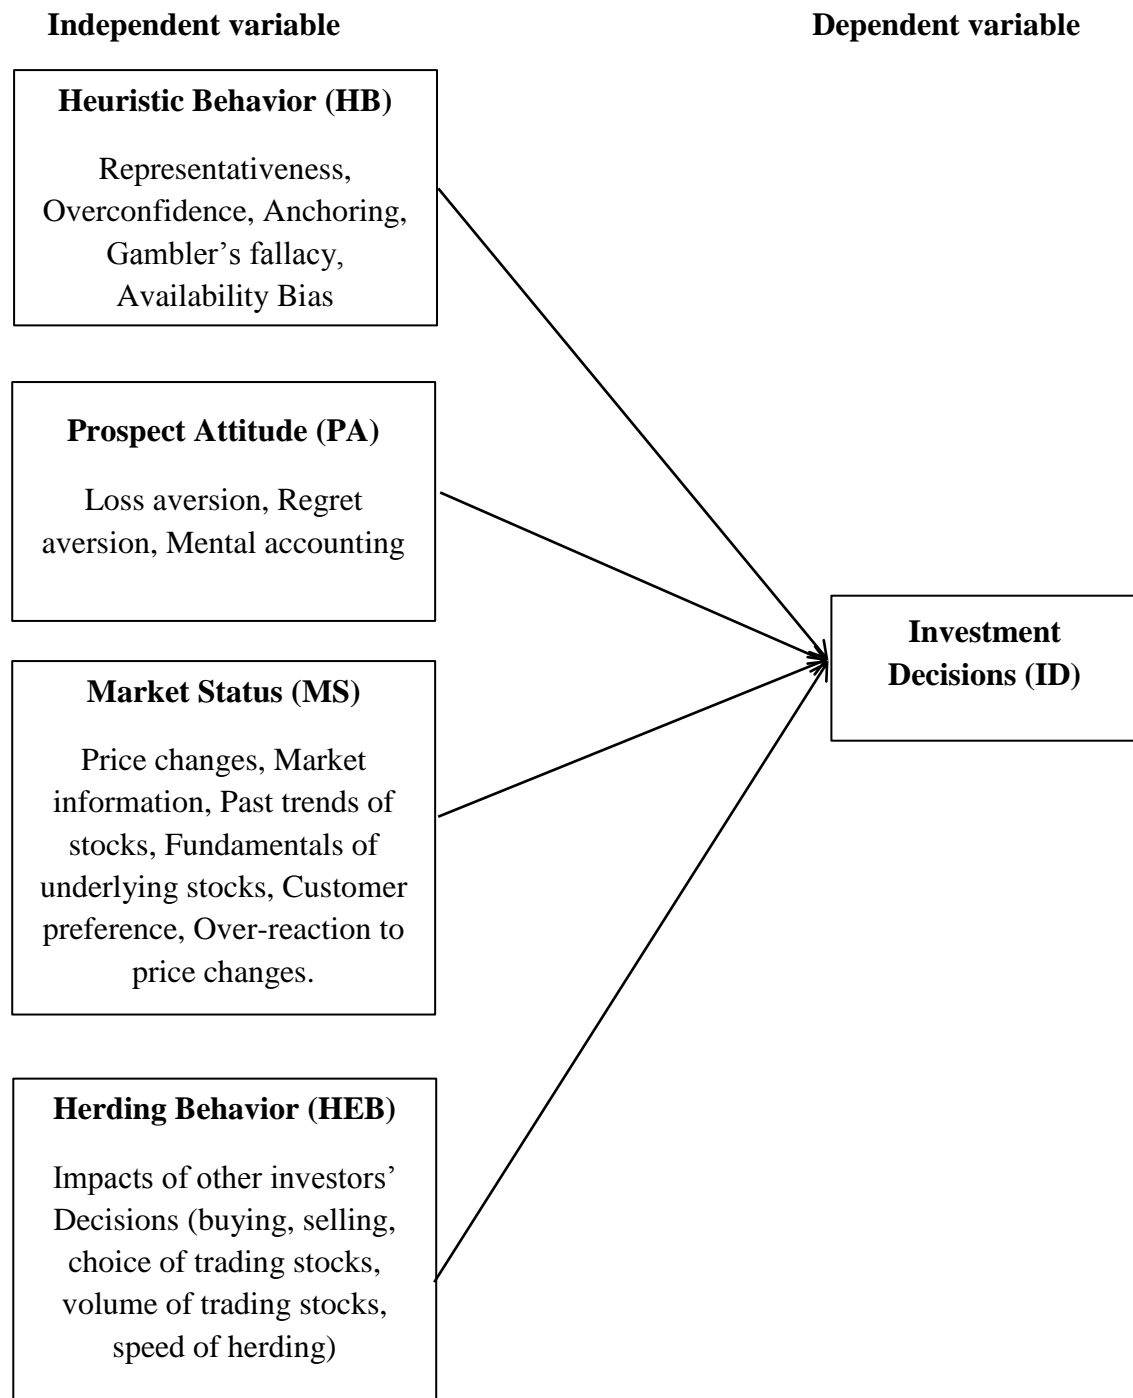 Independent variable
Dependent variable
Heuristic Behavior (HB)
Representativeness,
Overconfidence, Anchoring,
Gambler’s fallacy,
Availability Bias
Prospect Attitude (PA)
Loss aversion, Regret
aversion, Mental accounting
Market Status (MS)
Price changes, Market
information, Past trends of
stocks, Fundamentals of
underlying stocks, Customer
preference, Over-reaction to
price changes.
Herding Behavior (HEB)
Impacts of other investors’
Decisions (buying, selling,
choice of trading stocks,
volume of trading stocks,
speed of herding)
Investment
Decisions (ID)